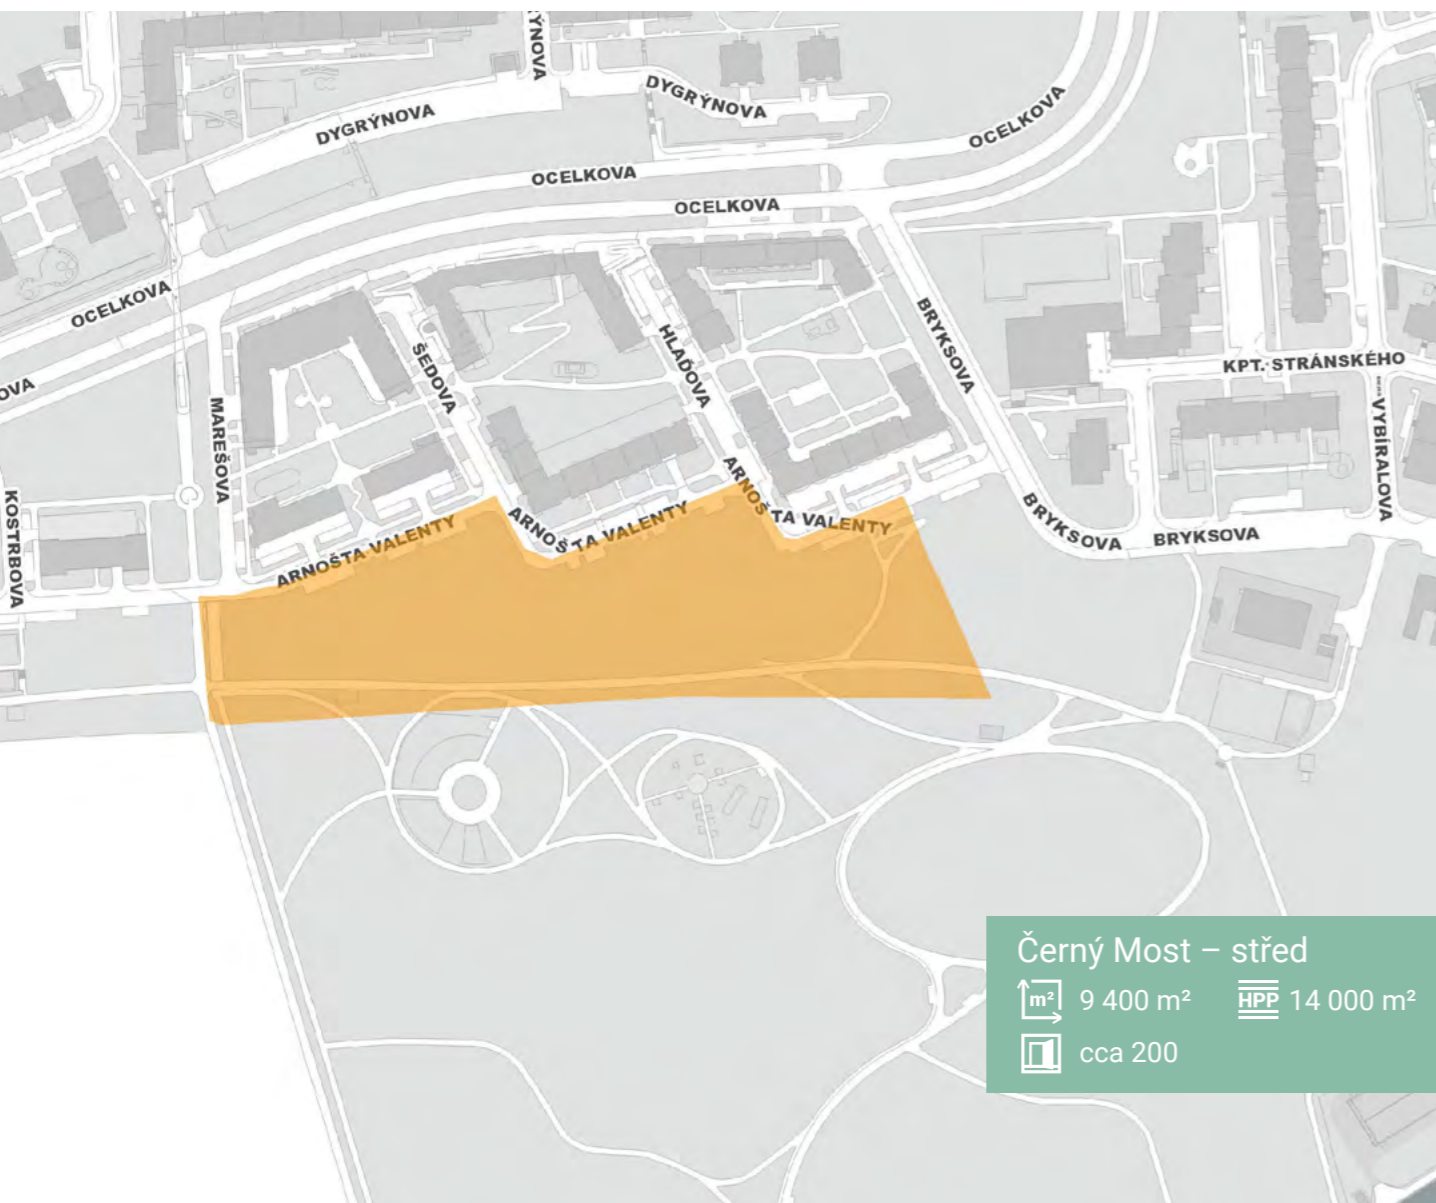 ÝNOVA
DYGRÝNOVA
DYGRÝNOVA
OCELKOVA
OCELKOVA
OCELKOVA
OCELKOVA
OVA
BRYKSOVA
KPT. STRÁNSKÉHO
ŠEDOVA
HLAĎOVA
MAREŠOVA
VYBÍRALOVA
KOSTRBOVA
ARNOŠTA VALENTY
ARNOŠTA VALENTY
ARNOŠTA VALENTY
BRYKSOVA
BRYKSOVA
Černý Most – střed
m² 9 400 m² HPP 14 000 m²
cca 200